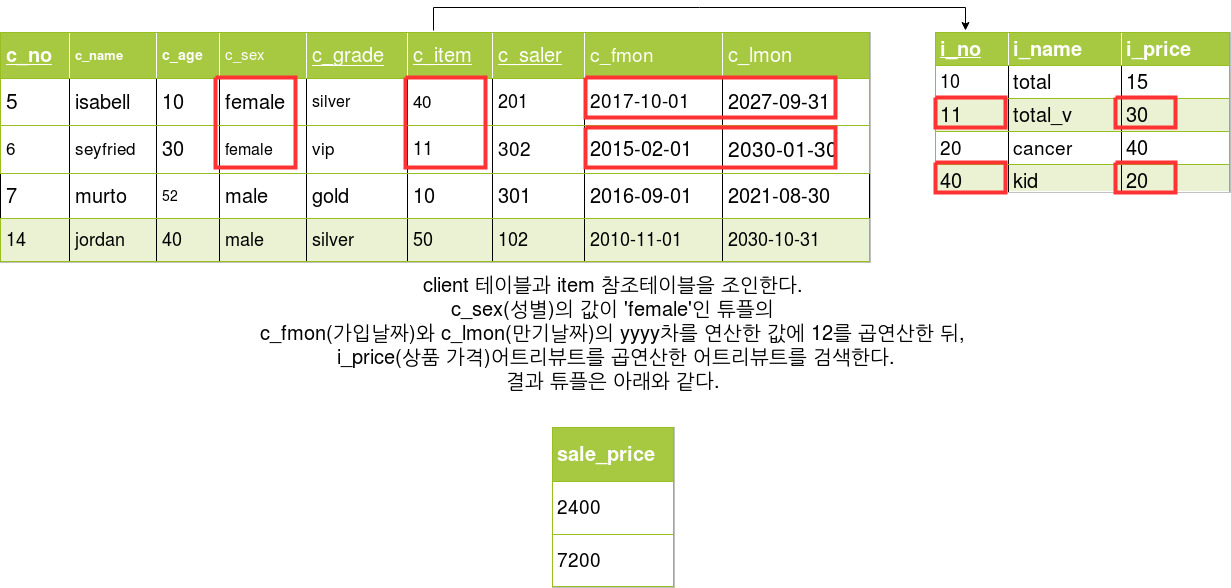 c_no c_name c_age c_sex c_grade c_item c_saler c_fmon c_lmon
5 isabell 10 female silver 40 201 2017-10-01 2027-09-31
6 seyfried 30 female vip 11 302 2015-02-01 2030-01-30
7 murto 52 male gold 10 301 2016-09-01 2021-08-30
14 jordan 40 male silver 50 102 2010-11-01 2030-10-31
i_no i_name i_price
10 total 15
11 total_v 30
20 cancer 40
40 kid 20
client 테이블과 item 참조테이블을 조인한다.
c_sex(성별)의 값이 'female'인 튜플의
c_fmon(가입날짜)와 c_lmon(만기날짜)의 yyyy차를 연산한 값에 12를 곱연산한 뒤,
i_price(상품 가격)어트리뷰트를 곱연산한 어트리뷰트를 검색한다.
결과 튜플은 아래와 같다.
sale_price
2400
7200